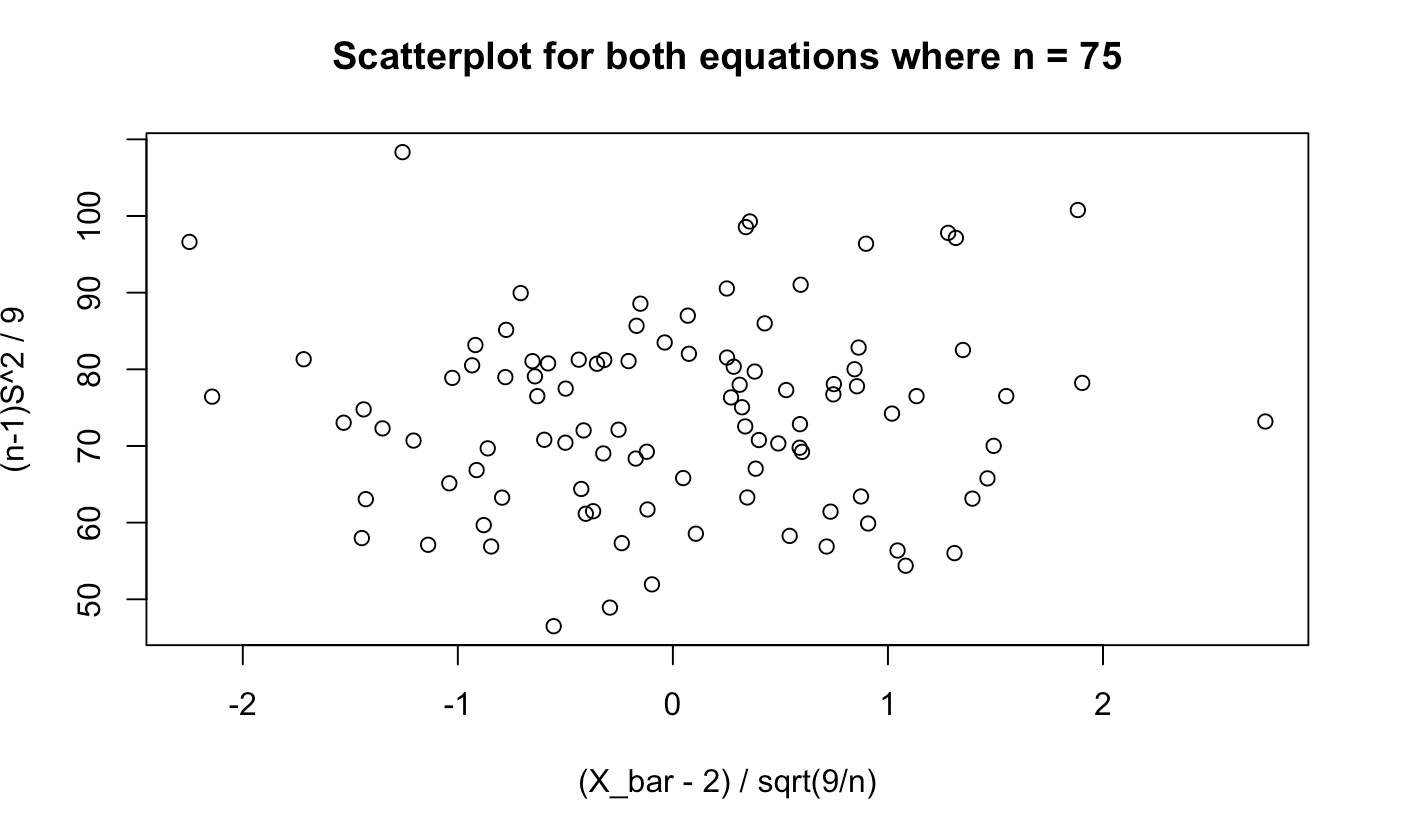 Scatterplot for both equations where n = 75
(n-1)S^2 / 9
100
90
80
70
60
50
-2 -1 0 1 2
(X_bar - 2) / sqrt(9/n)